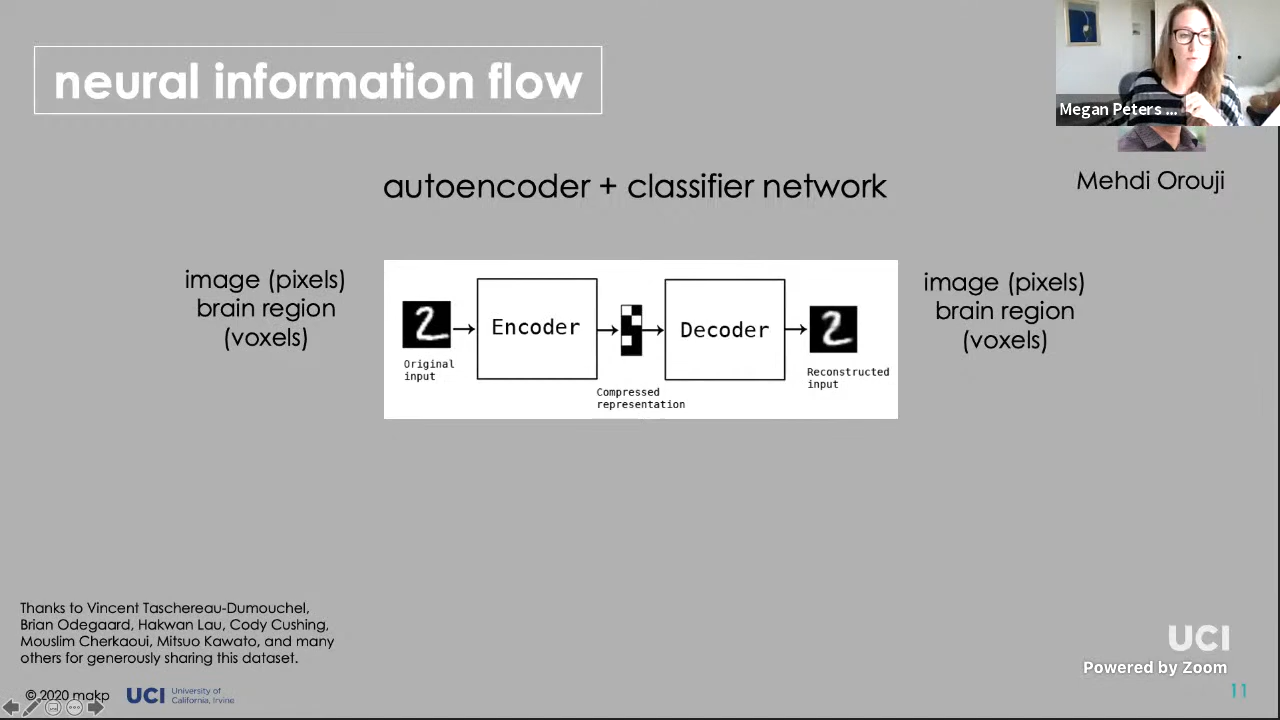 neural information flow
Megan Peters ...
Mehdi Orouji
autoencoder + classifier network
image (pixels)
brain region
(voxels)
Original
input
Encoder
Compressed
representation
Decoder
Reconstructed
input
image (pixels)
brain region
(voxels)
Thanks to Vincent Taschereau-Dumouchel,
Brian Odegaard, Hakwan Lau, Cody Cushing,
Mouslim Cherkaoui, Mitsuo Kawato, and many
others for generously sharing this dataset.
© 2020 makp
UCI University of
California, Irvine
UCI
Powered by Zoom
11
2
2